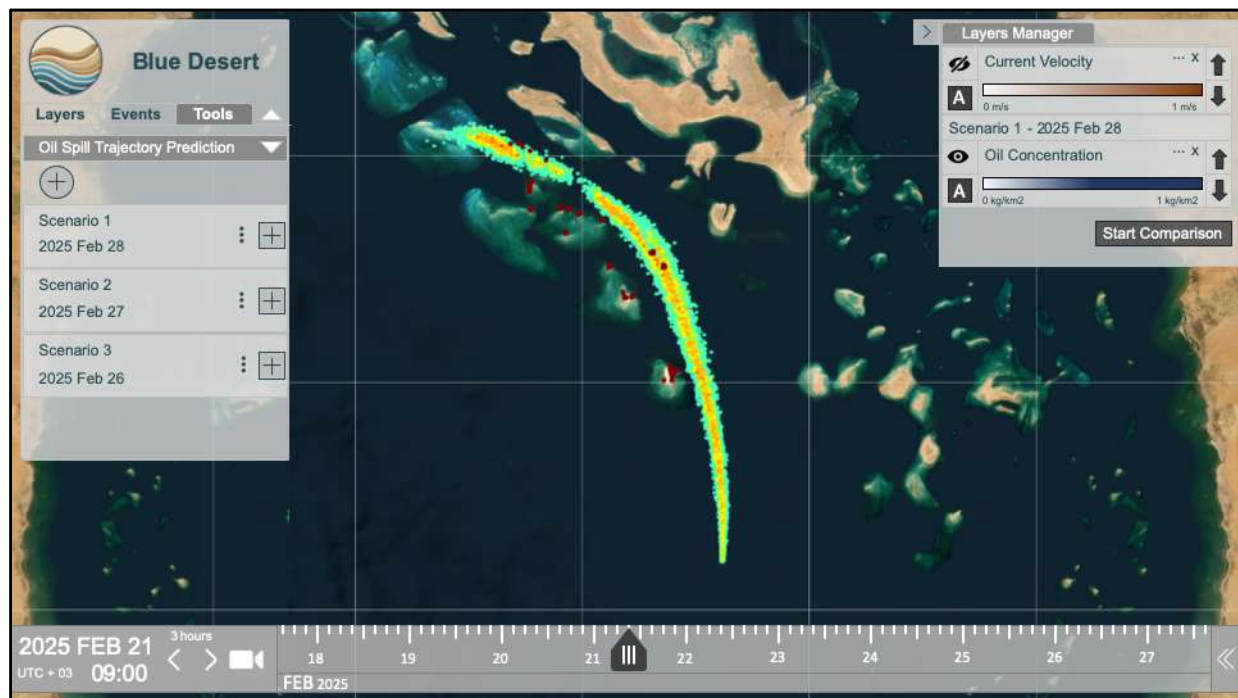 Blue Desert
Layers Events Tools
Oil Spill Trajectory Prediction
Scenario 1
2025 Feb 28
Scenario 2
2025 Feb 27
Scenario 3
2025 Feb 26
Layers Manager
Current Velocity ... X
A
0 m/s 1 m/s
Scenario 1 - 2025 Feb 28
Oil Concentration ... X
A
0 kg/km2 1 kg/km2
Start Comparison
2025 FEB 21
UTC + 03 09:00
3 hours
18 19 20 21 22 23 24 25 26 27
FEB 2025